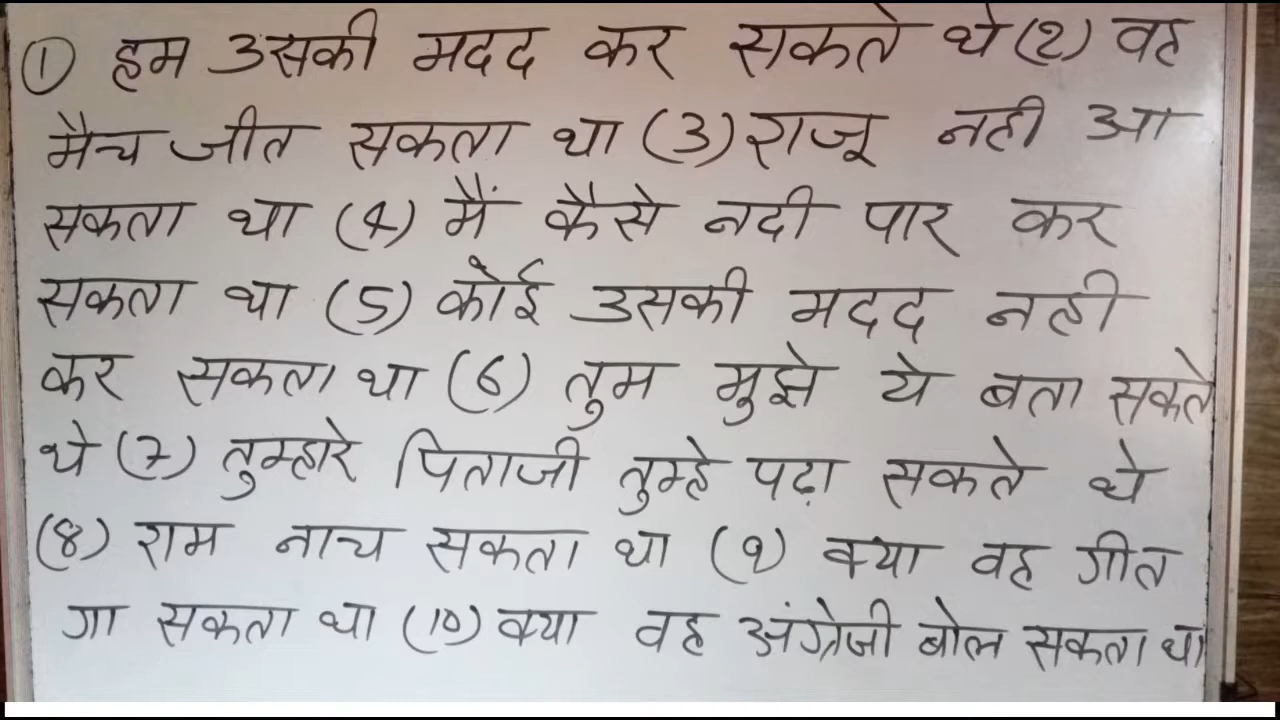 ① हम उसकी मदद कर सकते थे (२) वह
मैच जीत सकता था (3) राजू नही आ
सकता था (4) मैं कैसे नदी पार कर
सकता था (5) कोई उसकी मदद नही
कर सकता था (6) तुम मुझे ये बता सकते
थे (7) तुम्हारे पिताजी तुम्हे पढ़ा सकते थे
(8) राम नाच सकता था (9) क्या वह गीत
गा सकता था (10) क्या वह अंग्रेजी बोल सकता था